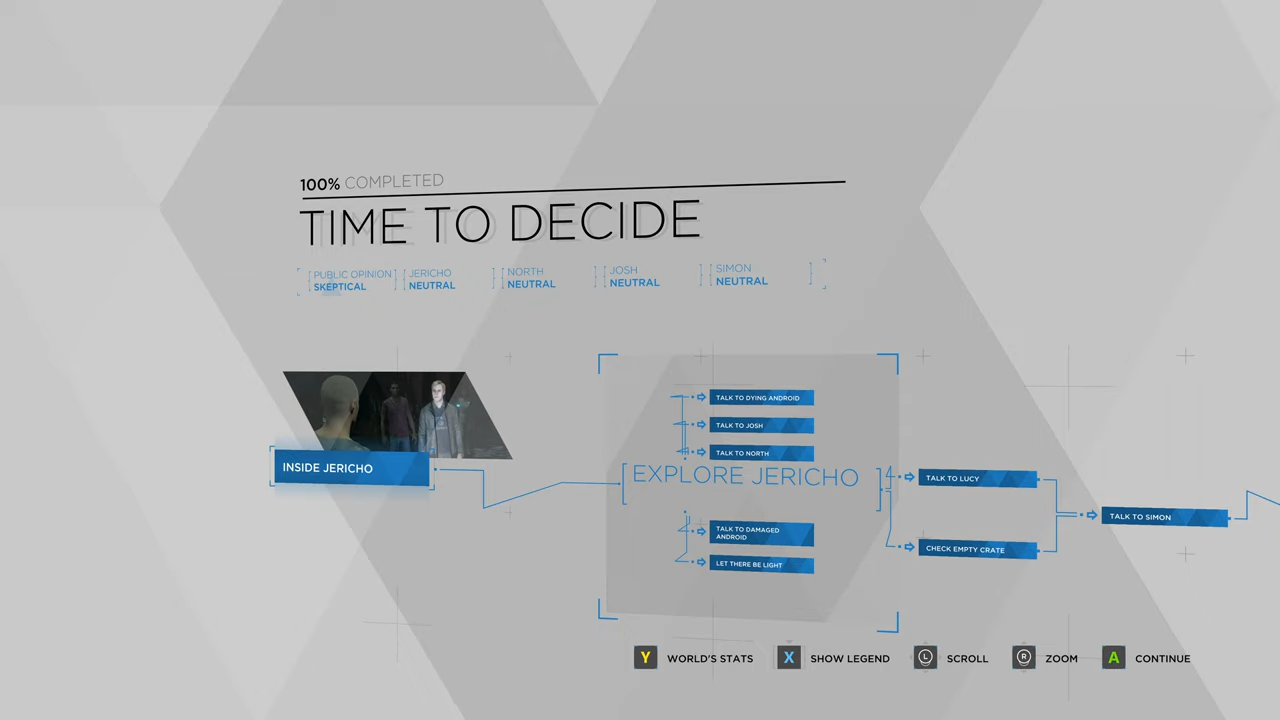 100% COMPLETED
TIME TO DECIDE
PUBLIC OPINION
SKEPTICAL
JERICHO
NEUTRAL
NORTH
NEUTRAL
JOSH
NEUTRAL
SIMON
NEUTRAL
INSIDE JERICHO
TALK TO DYING ANDROID
TALK TO JOSH
TALK TO NORTH
EXPLORE JERICHO
TALK TO DAMAGED
ANDROID
LET THERE BE LIGHT
TALK TO LUCY
CHECK EMPTY CRATE
TALK TO SIMON
Y WORLD'S STATS
X SHOW LEGEND
L SCROLL
R ZOOM
A CONTINUE